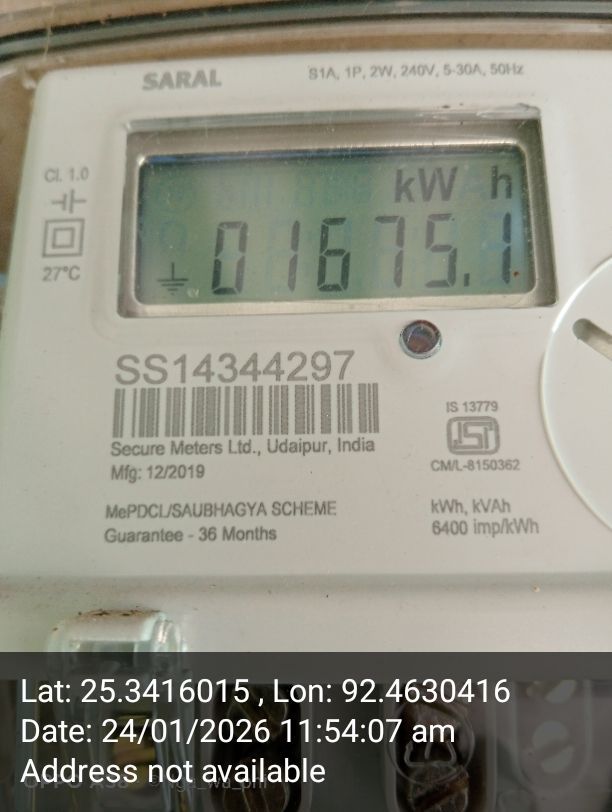 SARAL
S1A, 1P, 2W, 240V, 5-30A, 50Hz
Cl. 1.0
27°C
kW h
01675.1
SS14344297
Secure Meters Ltd., Udaipur, India
Mfg: 12/2019
IS 13779
CM/L-8150362
MePDCL/SAUBHAGYA SCHEME
Guarantee - 36 Months
kWh, kVAh
6400 imp/kWh
Lat: 25.3416015 , Lon: 92.4630416
Date: 24/01/2026 11:54:07 am
Address not available